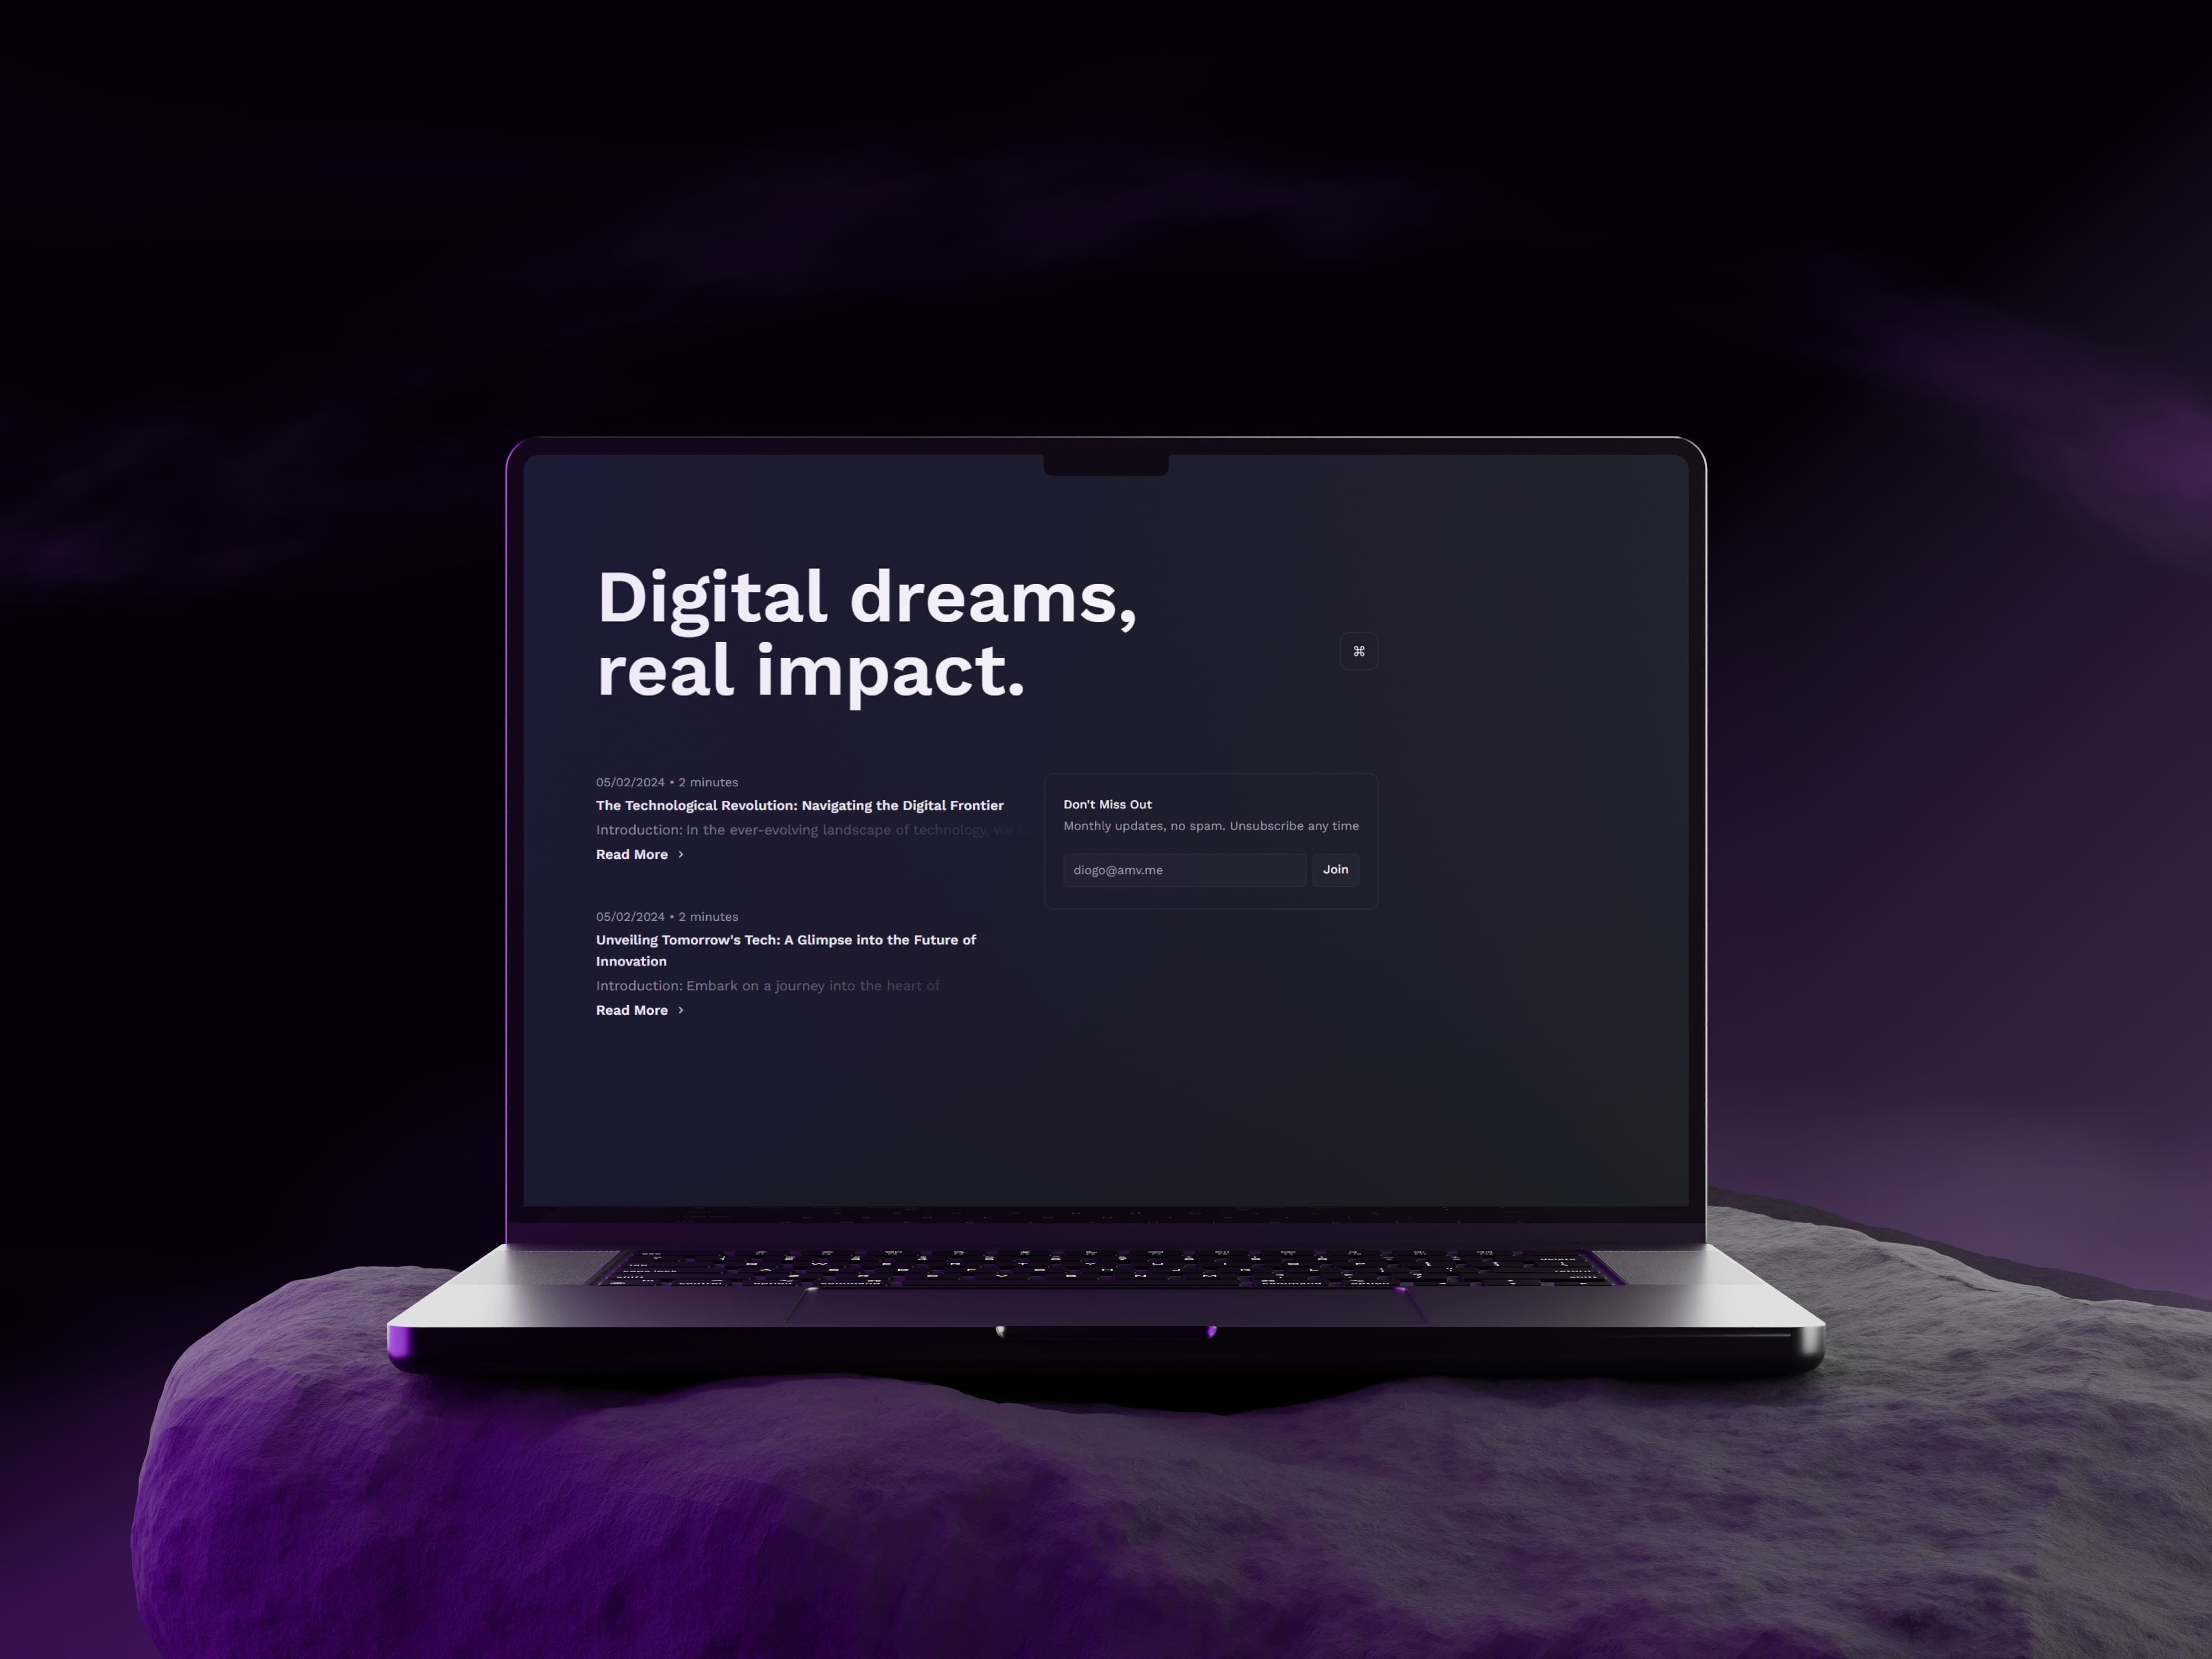 Digital dreams,
real impact.
⌘
05/02/2024 • 2 minutes
The Technological Revolution: Navigating the Digital Frontier
Introduction: In the ever-evolving landscape of technology, we
Read More >
Don't Miss Out
Monthly updates, no spam. Unsubscribe any time
diogo@amv.me
Join
05/02/2024 • 2 minutes
Unveiling Tomorrow's Tech: A Glimpse into the Future of
Innovation
Introduction: Embark on a journey into the heart of
Read More >